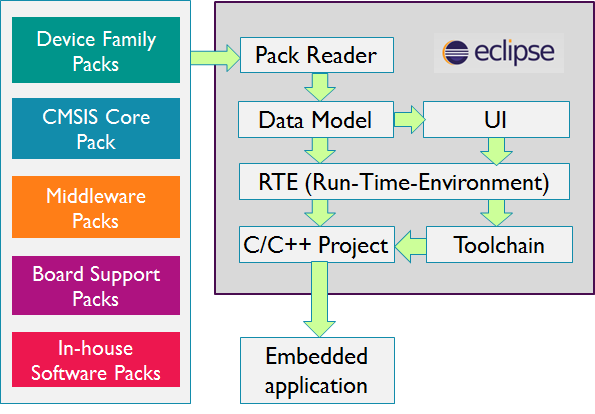 Device Family
Packs
CMSIS Core
Pack
Middleware
Packs
Board Support
Packs
In-house
Software Packs
Pack Reader
eclipse
Data Model
UI
RTE (Run-Time-Environment)
C/C++ Project
Toolchain
Embedded
application